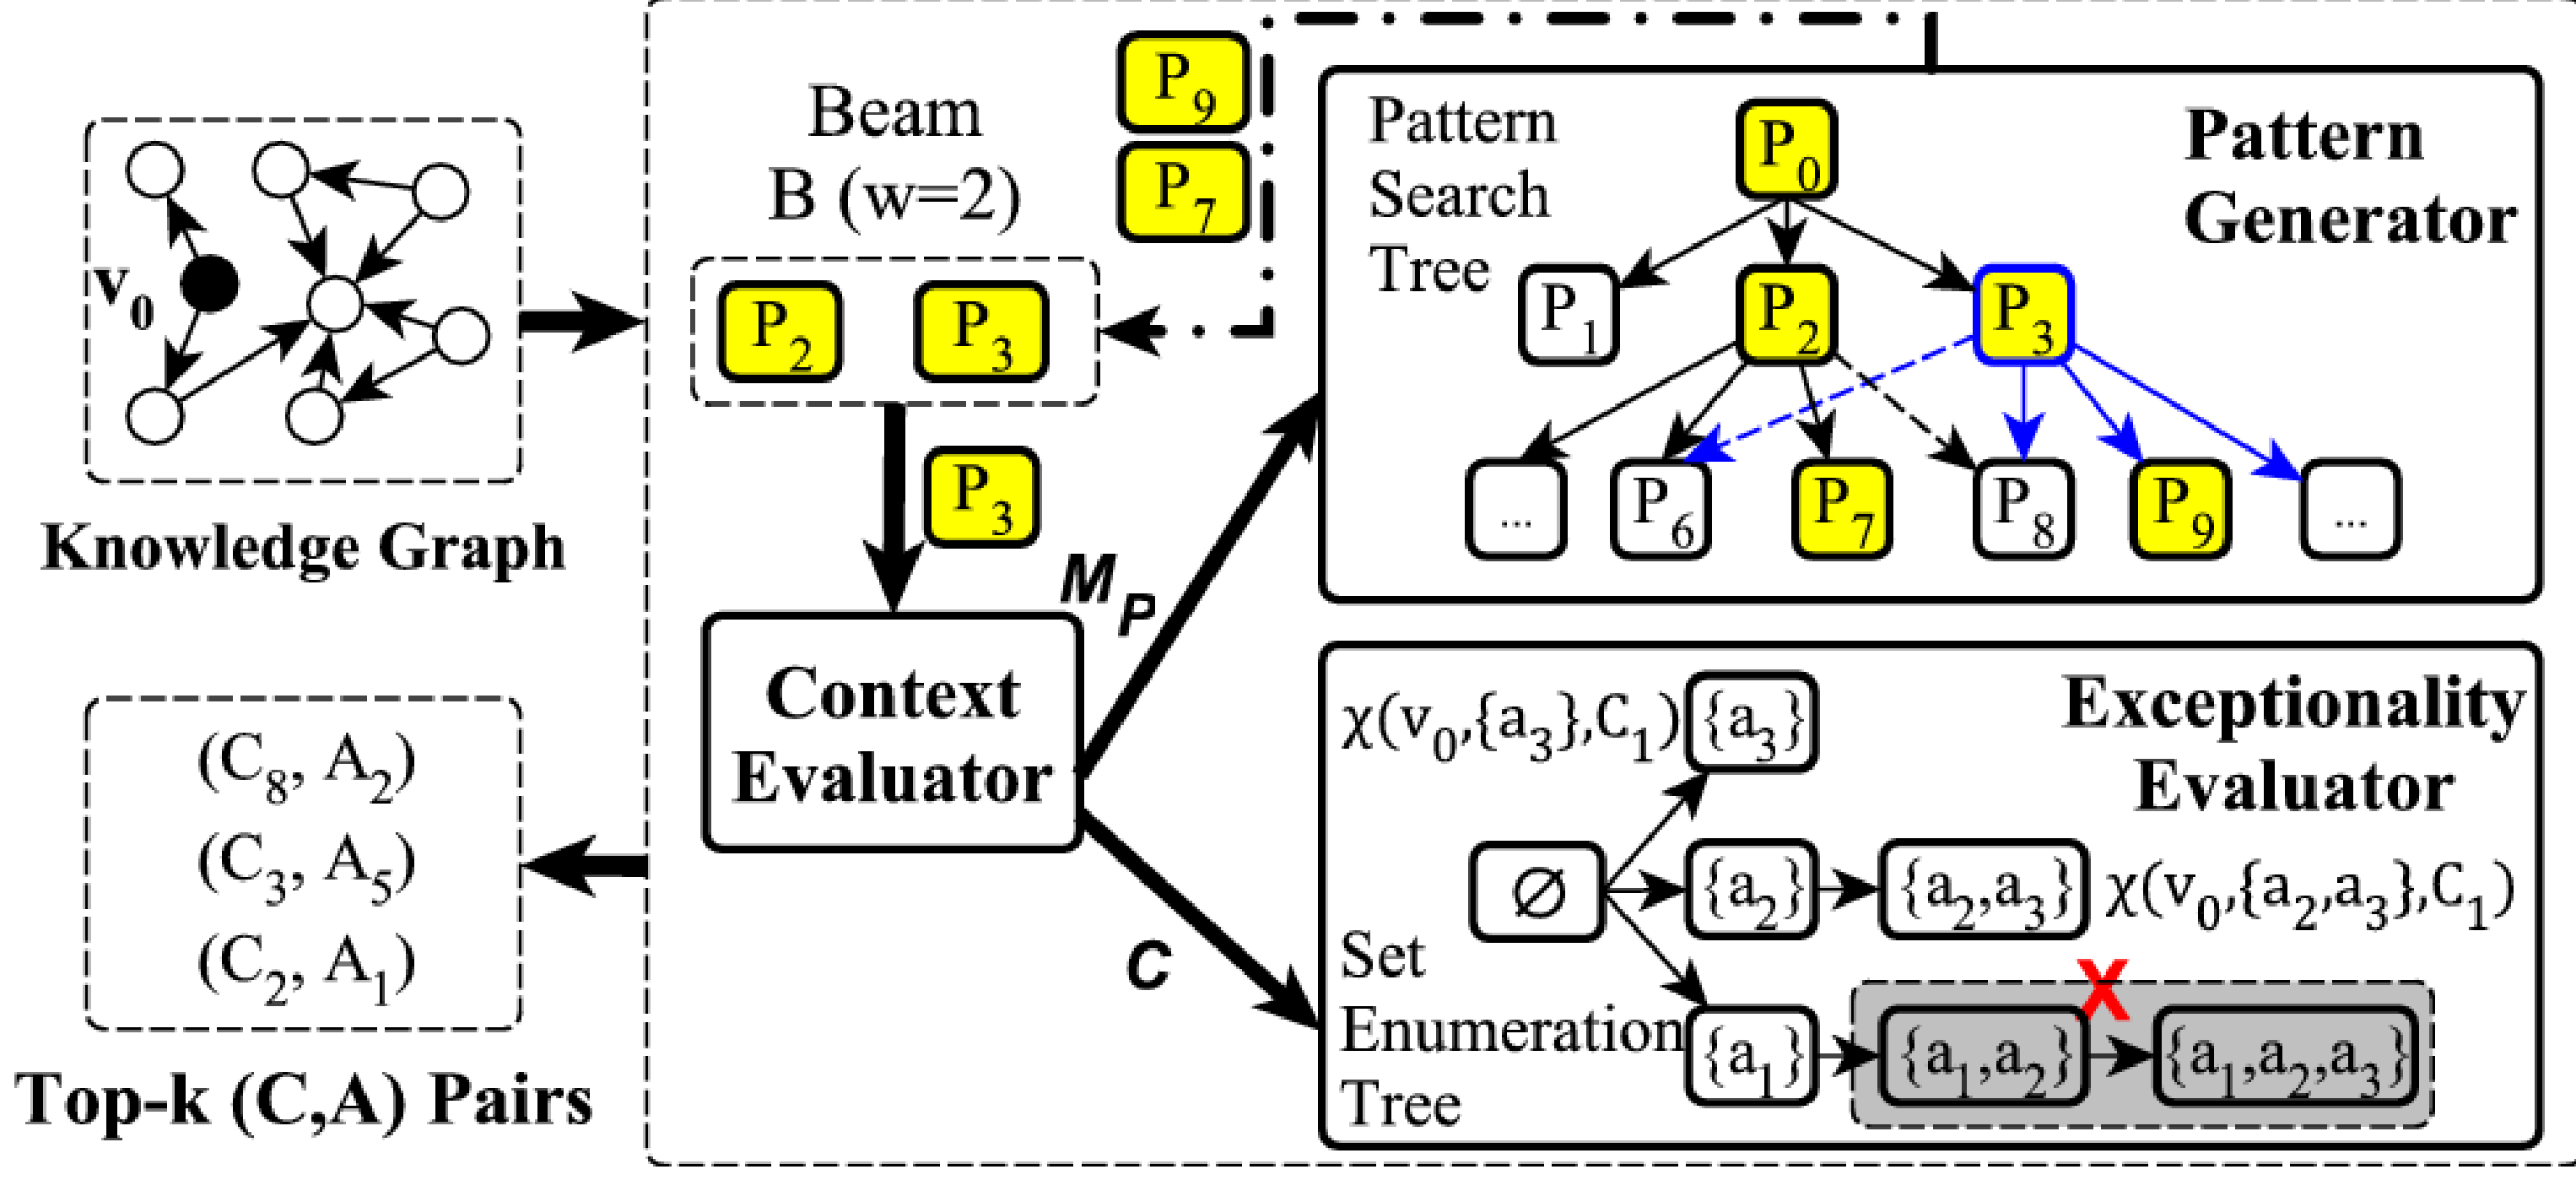 v₀
Knowledge Graph
(C₈, A₂)
(C₃, A₅)
(C₂, A₁)
Top-k (C,A) Pairs
Beam
B (w=2)
P₉
P₇
P₂
P₃
P₃
Context
Evaluator
M_P
C
Pattern
Search
Tree
Pattern
Generator
P₀
P₁
P₂
P₃
...
P₆
P₇
P₈
P₉
...
Exceptionality
Evaluator
χ(v₀,{a₃},C₁)
{a₃}
∅
{a₂}
{a₂,a₃}
χ(v₀,{a₂,a₃},C₁)
Set
Enumeration
Tree
X
{a₁}
{a₁,a₂}
{a₁,a₂,a₃}